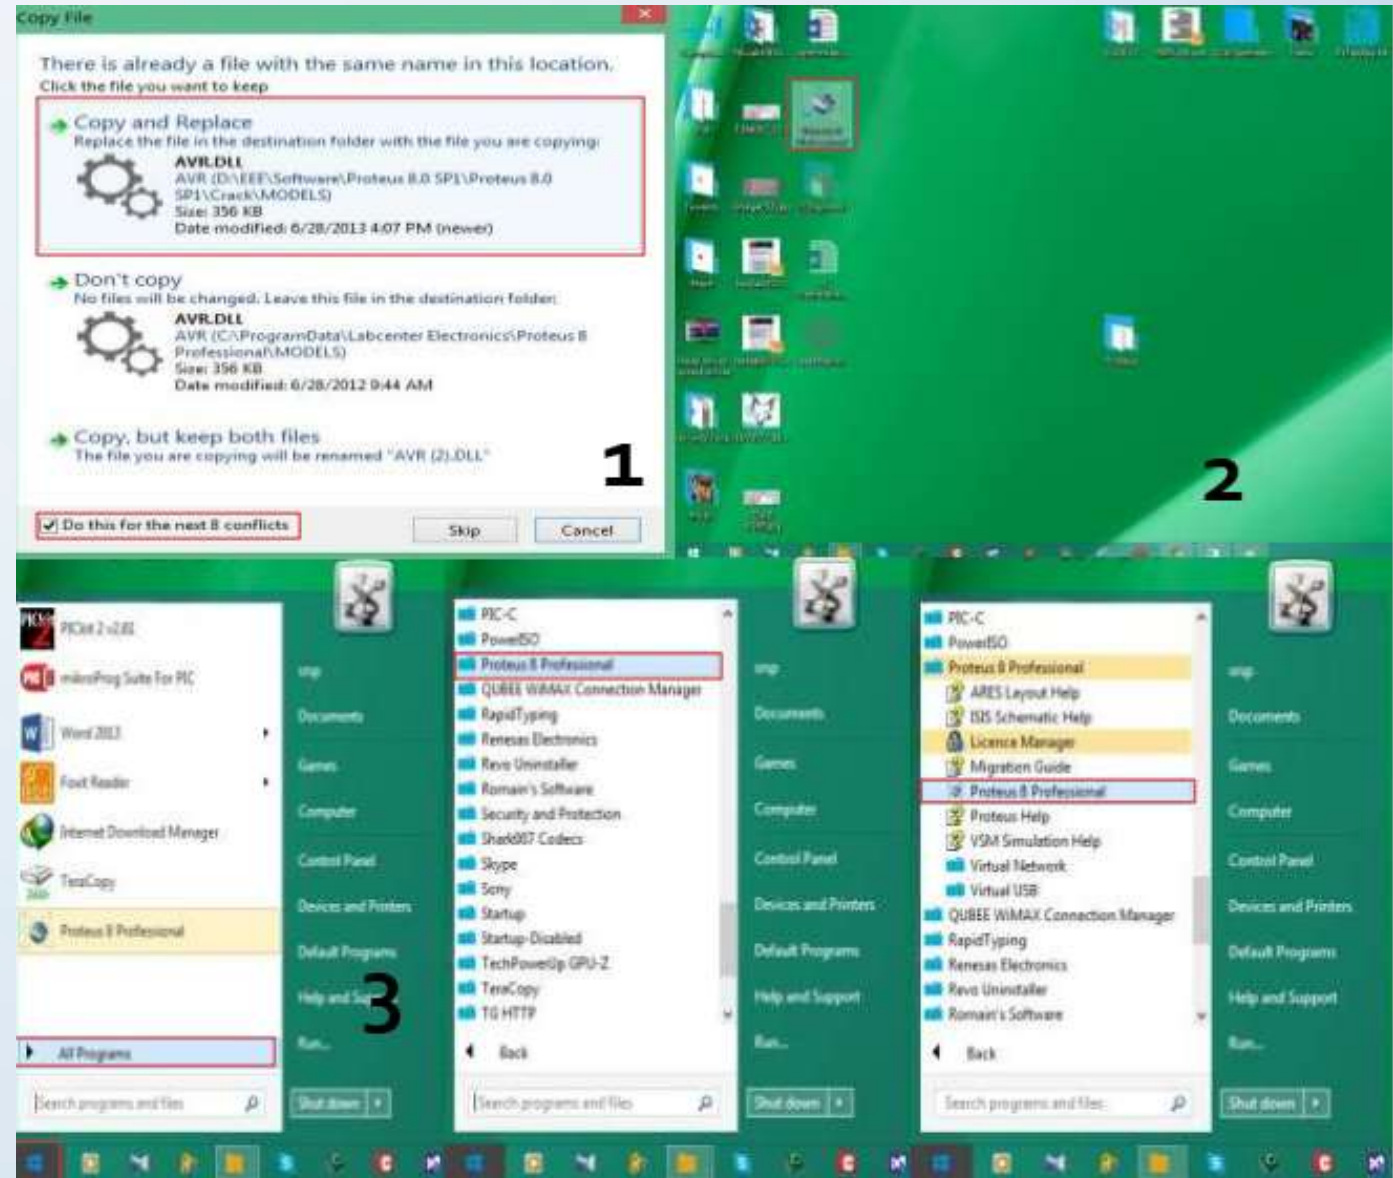 Copy File
There is already a file with the same name in this location.
Click the file you want to keep
Copy and Replace
Replace the file in the destination folder with the file you are copying:
AVR.DLL
AVR (D:\EEE\Software\Proteus 8.0 SP1\Proteus 8.0
SP1\Crack\MODELS)
Size: 356 KB
Date modified: 6/28/2013 4:07 PM (newer)
Don't copy
No files will be changed. Leave this file in the destination folder:
AVR.DLL
AVR (C:\ProgramData\Labcenter Electronics\Proteus 8
Professional\MODELS)
Size: 356 KB
Date modified: 6/28/2012 9:44 AM
Copy, but keep both files
The file you are copying will be renamed "AVR (2).DLL"
1
Do this for the next 8 conflicts
Skip
Cancel
2
PICkit 2 v2.61
mikroProg Suite For PIC
Word 2013
Foxit Reader
Internet Download Manager
TeraCopy
Proteus 8 Professional
All Programs
Search programs and files
Documents
Games
Computer
Control Panel
Devices and Printers
Default Programs
Help and
3
Run...
Shut down
PIC-C
PowerISO
Proteus 8 Professional
QUBEE WiMAX Connection Manager
RapidTyping
Renesas Electronics
Revo Uninstaller
Romain's Software
Security and Protection
Shark007 Codecs
Skype
Sony
Startup
Startup-Disabled
TechPowerUp GPU-Z
TeraCopy
TG HTTP
Back
Search programs and files
Documents
Games
Computer
Control Panel
Devices and Printers
Default Programs
Help and Support
Run...
Shut down
PIC-C
PowerISO
Proteus 8 Professional
ARES Layout Help
ISIS Schematic Help
Licence Manager
Migration Guide
Proteus 8 Professional
Proteus Help
VSM Simulation Help
Virtual Network
Virtual USB
QUBEE WiMAX Connection Manager
RapidTyping
Renesas Electronics
Revo Uninstaller
Romain's Software
Back
Search programs and files
Documents
Games
Computer
Control Panel
Devices and Printers
Default Programs
Help and Support
Run...
Shut down